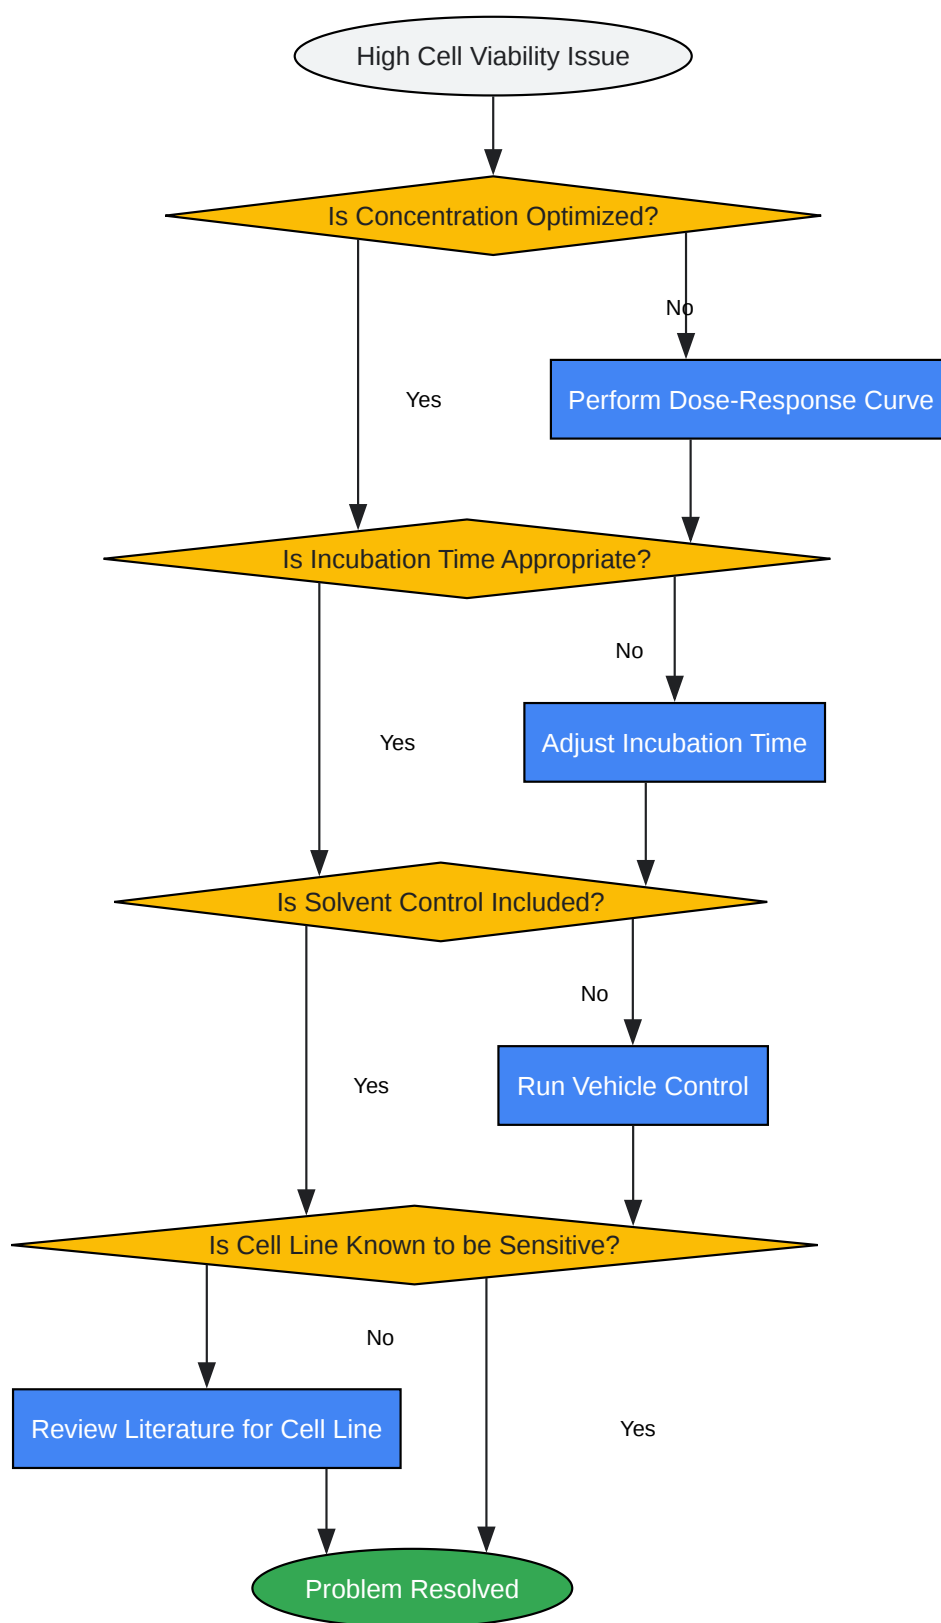 High Cell Viability Issue
Is Concentration Optimized?
No
Yes
Perform Dose-Response Curve
Is Incubation Time Appropriate?
No
Yes
Adjust Incubation Time
Is Solvent Control Included?
No
Yes
Run Vehicle Control
Is Cell Line Known to be Sensitive?
No
Review Literature for Cell Line
Yes
Problem Resolved